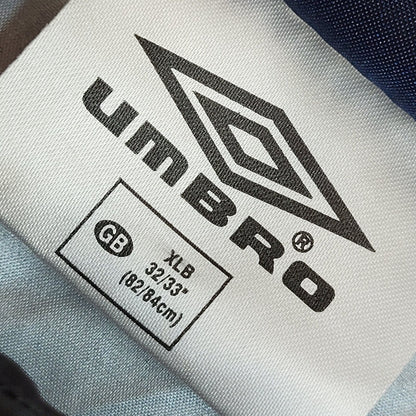 UMBRO®
GB
XLB
32/33"
(82/84cm)